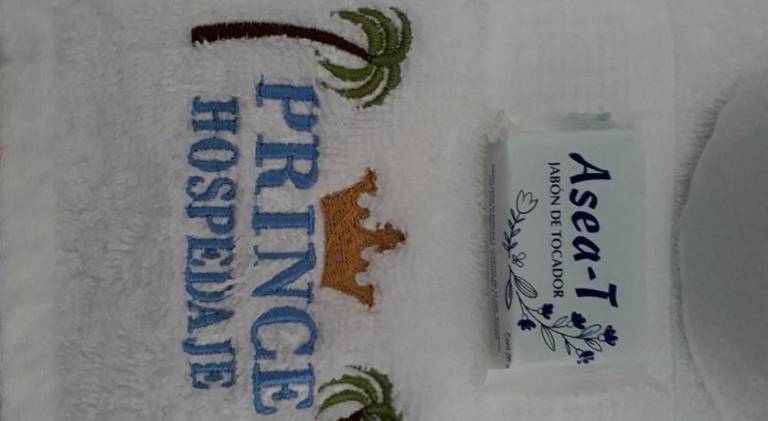 PRINCE
HOSPEDAJE
Asea-T
JABÓN DE TOCADOR